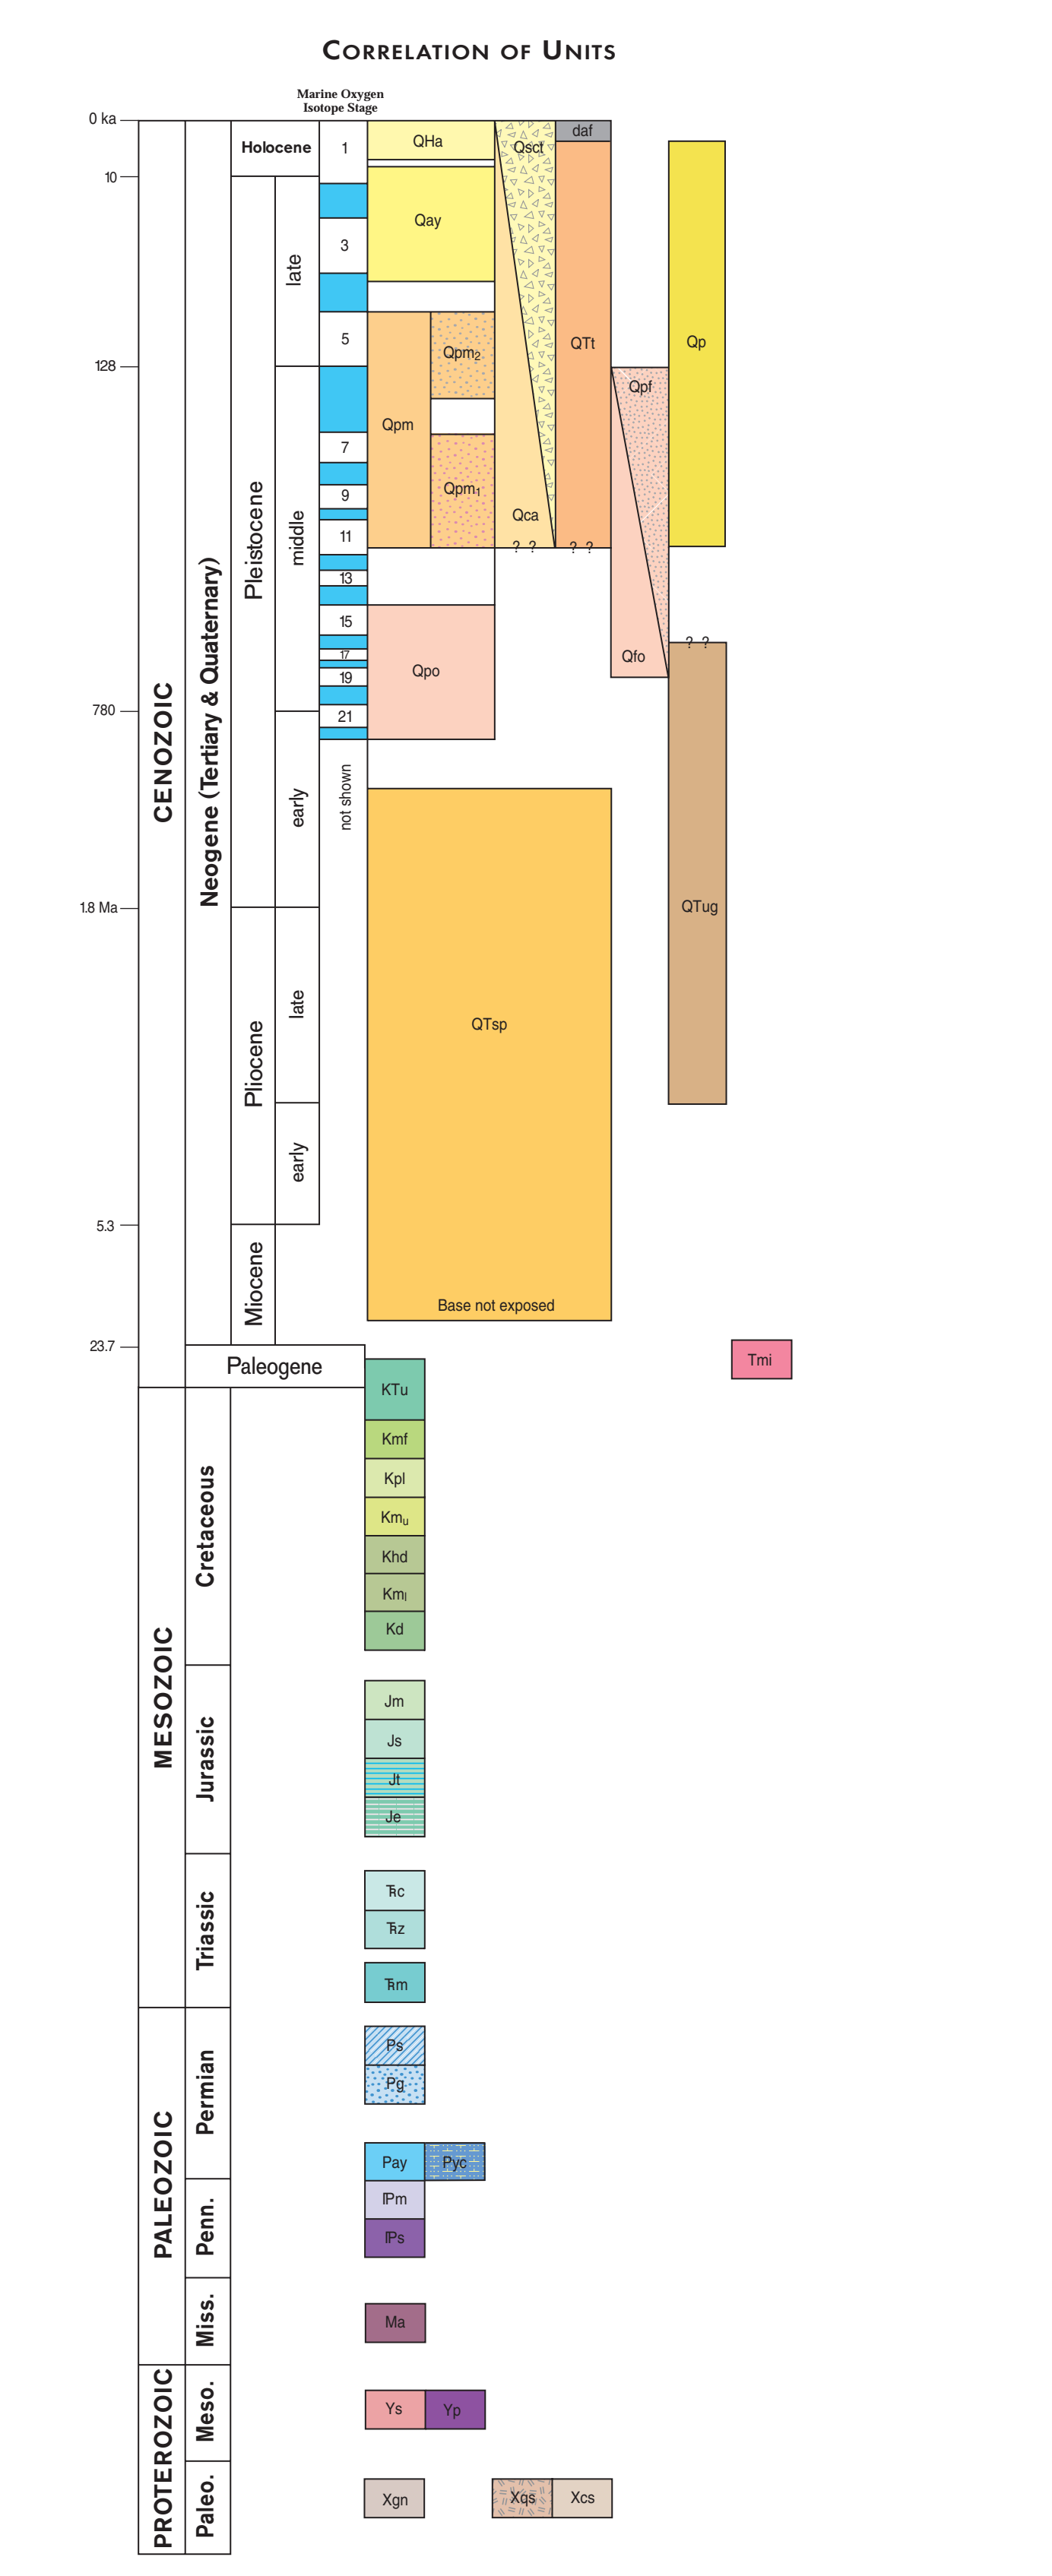 CORRELATION OF UNITS
Marine Oxygen
Isotope Stage
0 ka
Holocene
1
QHa
Qsct
daf
10
Qay
3
late
5
QTt
Qp
Qpm₂
128
Qpf
Qpm
7
Qpm₁
9
Qca
11
middle
Pleistocene
? ?
? ?
13
15
? ?
17
Qfo
Qpo
19
780
21
CENOZOIC
Neogene (Tertiary & Quaternary)
not shown
early
1.8 Ma
QTug
late
QTsp
Pliocene
early
5.3
Miocene
Base not exposed
23.7
Paleogene
Tmi
KTu
Kmf
Kpl
Kmᵤ
Cretaceous
Khd
Kml
Kd
MESOZOIC
Jm
Js
Jurassic
Jt
Je
Ꞧc
Ꞧz
Triassic
Ꞧm
Ps
Pg
Permian
Pay
Pyc
PALEOZOIC
ℙm
Penn.
ℙs
Miss.
Ma
Meso.
Ys
Yp
PROTEROZOIC
Paleo.
Xgn
Xqs
Xcs